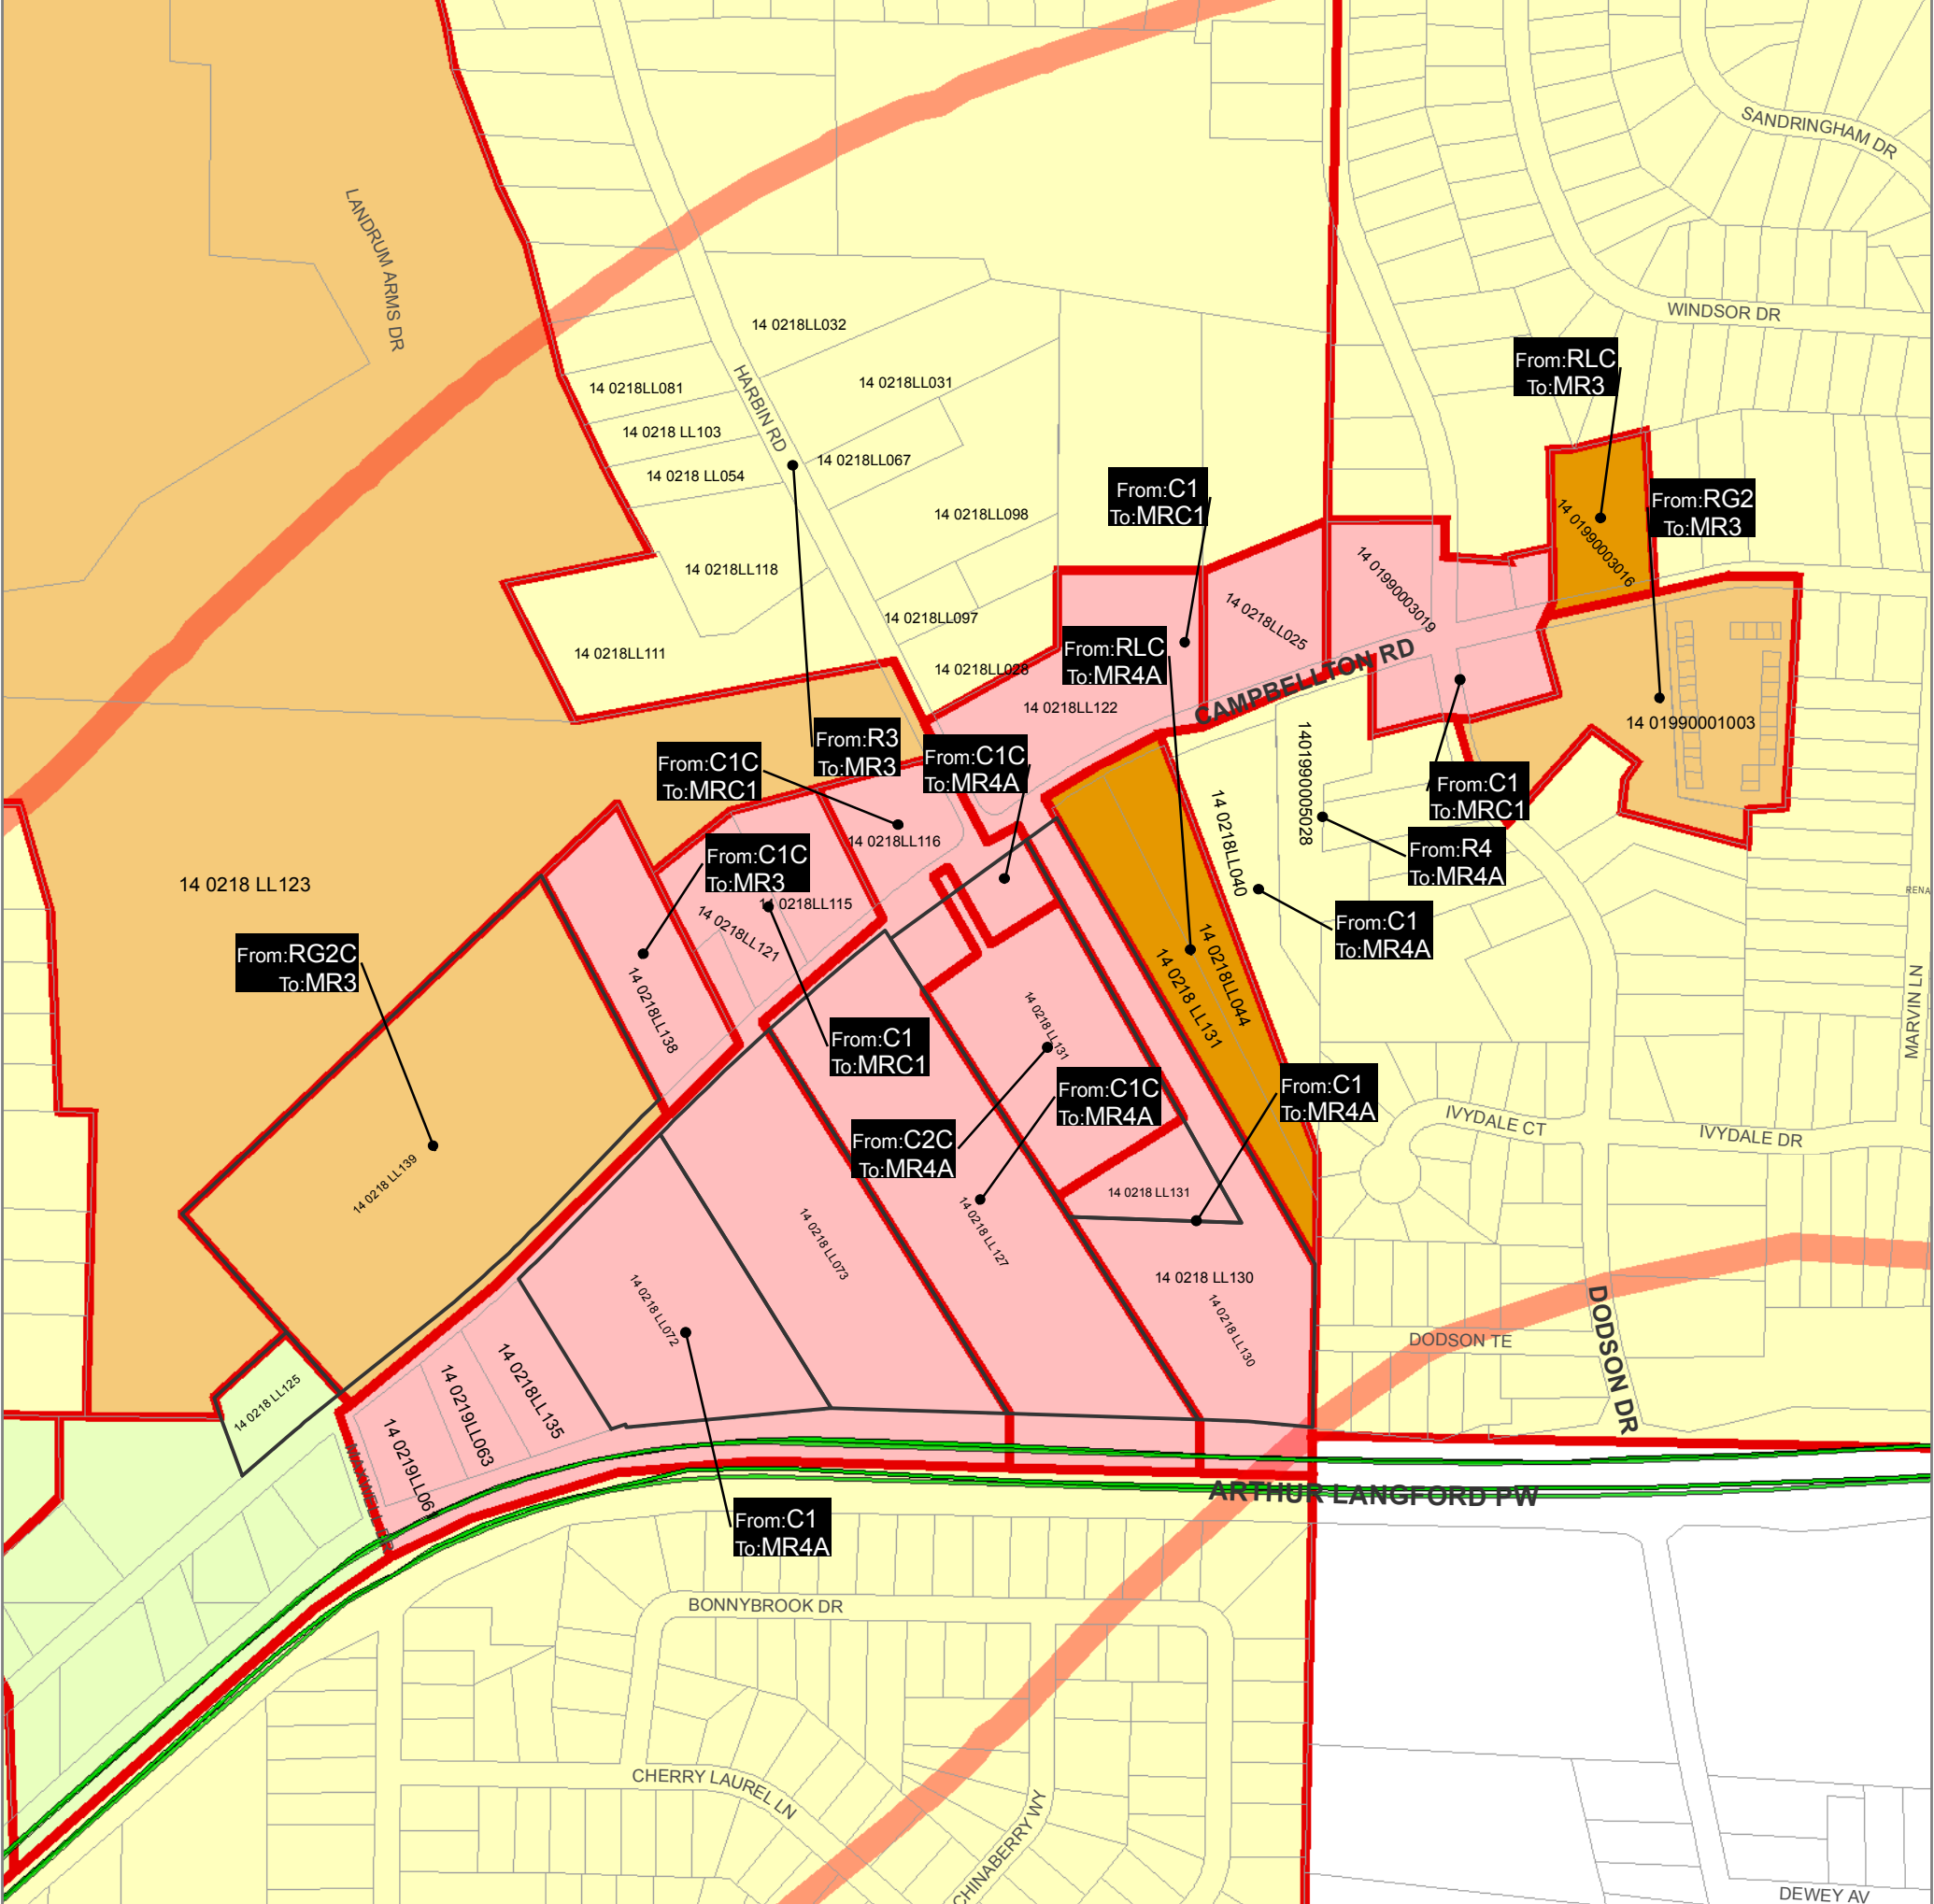 SANDRINGHAM DR
LANDRUM ARMS DR
WINDSOR DR
14 0218LL032
From:RLC
To:MR3
14 0218LL081
14 0218LL031
HARBIN RD
14 0218 LL103
14 0218LL067
14 0218 LL054
From:C1
To:MRC1
From:RG2
To:MR3
14 0218LL098
14 01990003016
14 0218LL118
14 01990003019
14 0218LL025
14 0218LL097
14 0218LL111
From:RLC
To:MR4A
14 0218LL028
CAMPBELLTON RD
14 0218LL122
14 01990001003
From:R3
To:MR3
From:C1C
To:MR4A
From:C1C
To:MRC1
14019990005028
From:C1
To:MRC1
14 0218LL040
14 0218LL116
From:C1C
To:MR3
From:R4
To:MR4A
14 0218 LL123
RENA
14 0218LL115
14 0218LL121
From:C1
To:MR4A
From:RG2C
To:MR3
14 0218LL044
14 0218 LL131
14 0218LL138
14 0218 LL131
MARVIN LN
From:C1
To:MRC1
From:C1C
To:MR4A
From:C1
To:MR4A
IVYDALE CT
IVYDALE DR
From:C2C
To:MR4A
14 0218 LL139
14 0218 LL131
14 0218 LL127
14 0218 LL073
14 0218 LL130
14 0218 LL072
14 0218 LL130
DODSON TE
DODSON DR
14 0218 LL125
14 0218LL135
14 0219LL063
14 0219LL061
ARTHUR LANGFORD PW
From:C1
To:MR4A
BONNYBROOK DR
CHERRY LAUREL LN
CHINABERRY WY
DEWEY AV